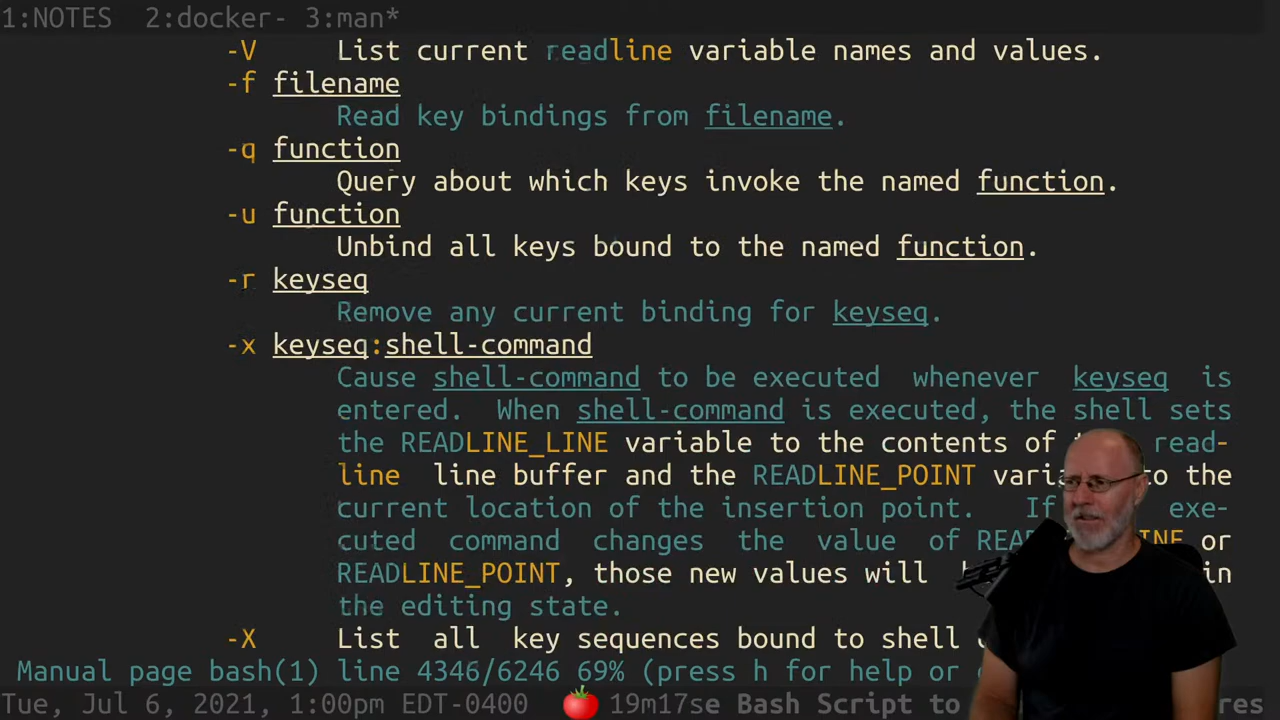 1:NOTES 2:docker- 3:man*
-V List current readline variable names and values.
-f filename
Read key bindings from filename.
-q function
Query about which keys invoke the named function.
-u function
Unbind all keys bound to the named function.
-r keyseq
Remove any current binding for keyseq.
-x keyseq:shell-command
Cause shell-command to be executed whenever keyseq is
entered. When shell-command is executed, the shell sets
the READLINE_LINE variable to the contents of read-
line line buffer and the READLINE_POINT to the
current location of the insertion point. If exe-
cuted command changes the value of or
READLINE_POINT, those new values will in
the editing state.
-X List all key sequences bound to shell
Manual page bash(1) line 4346/6246 69% (press h for help or
Tue, Jul 6, 2021, 1:00pm EDT-0400 19m17se Bash Script to